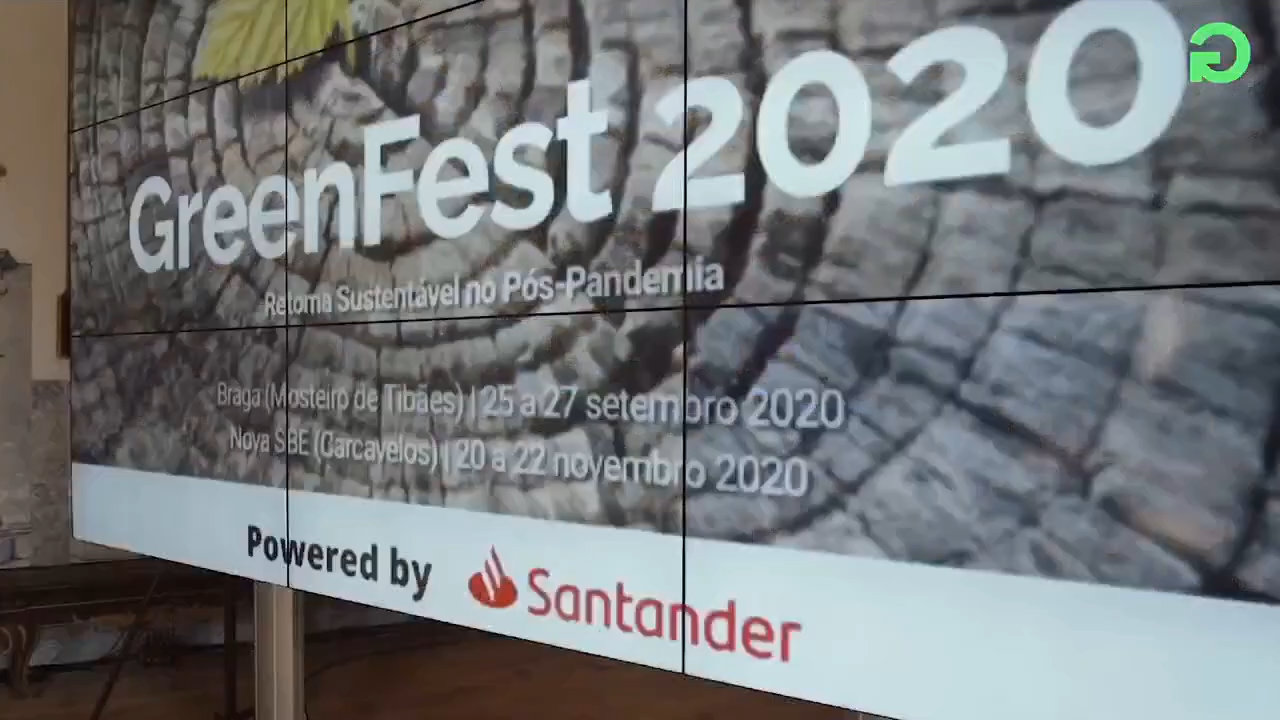 GreenFest 2020
Retoma Sustentável no Pós-Pandemia
Braga (Mosteiro de Tibães) | 25 a 27 setembro 2020
Nova SBE (Carcavelos) | 20 a 22 novembro 2020
Powered by Santander